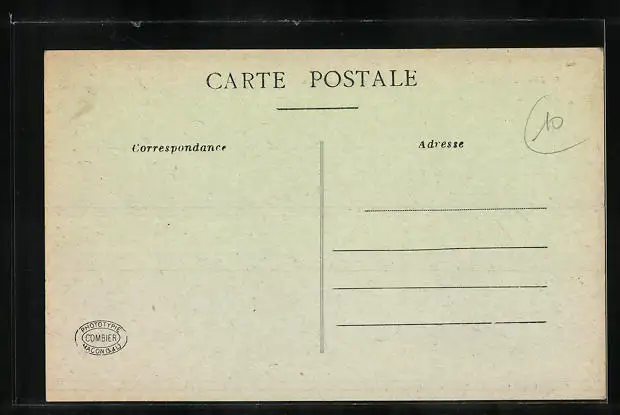 CARTE POSTALE
10
Correspondance
Adresse
PHOTOTYPIE
COMBIER
MACON (S.&L.)